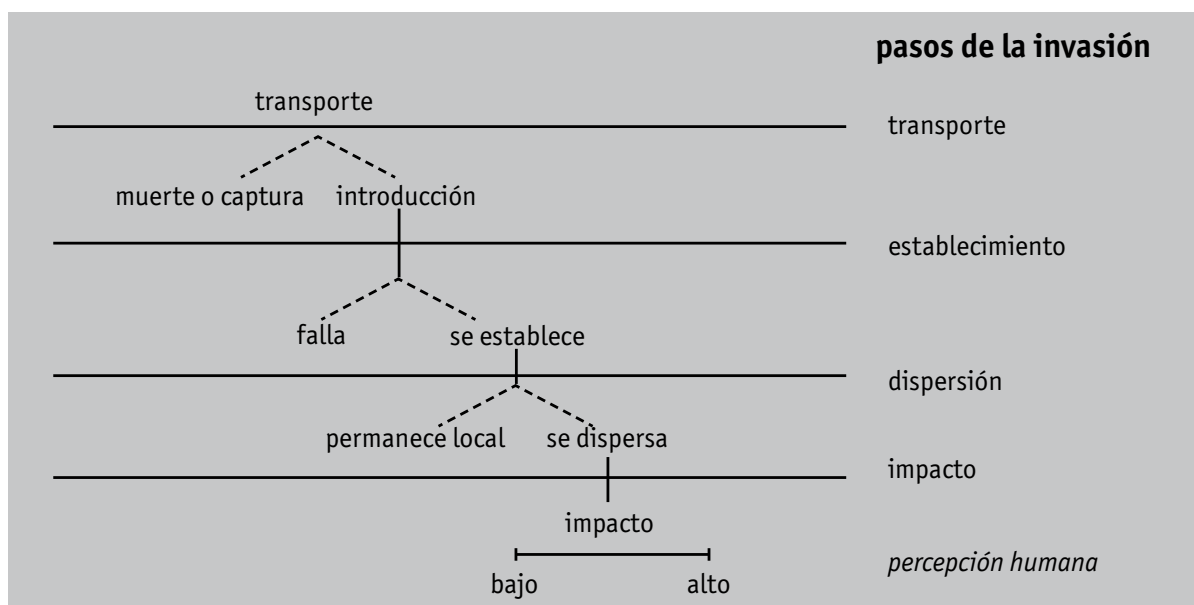 pasos de la invasión
transporte
transporte
muerte o captura
introducción
establecimiento
falla
se establece
dispersión
permanece local
se dispersa
impacto
impacto
percepción humana
bajo
alto